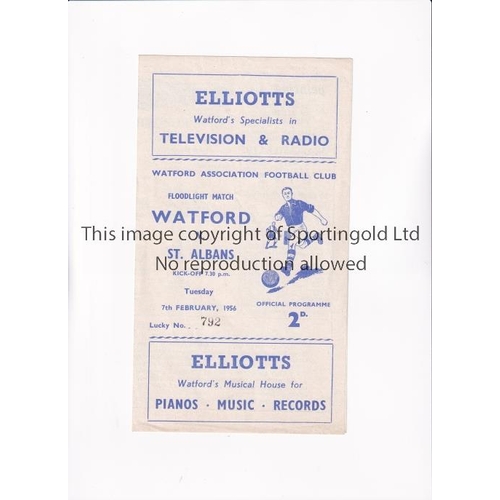 ELLIOTTS
Watford's Specialists in
TELEVISION & RADIO
WATFORD ASSOCIATION FOOTBALL CLUB
FLOODLIGHT MATCH
WATFORD
This image copyright of Sportingold Ltd
ST. ALBANS
No reproduction allowed
KICK-OFF 7.30 p.m.
Tuesday
7th FEBRUARY, 1956
OFFICIAL PROGRAMME
2D.
Lucky No. 792
ELLIOTTS
Watford's Musical House for
PIANOS · MUSIC · RECORDS